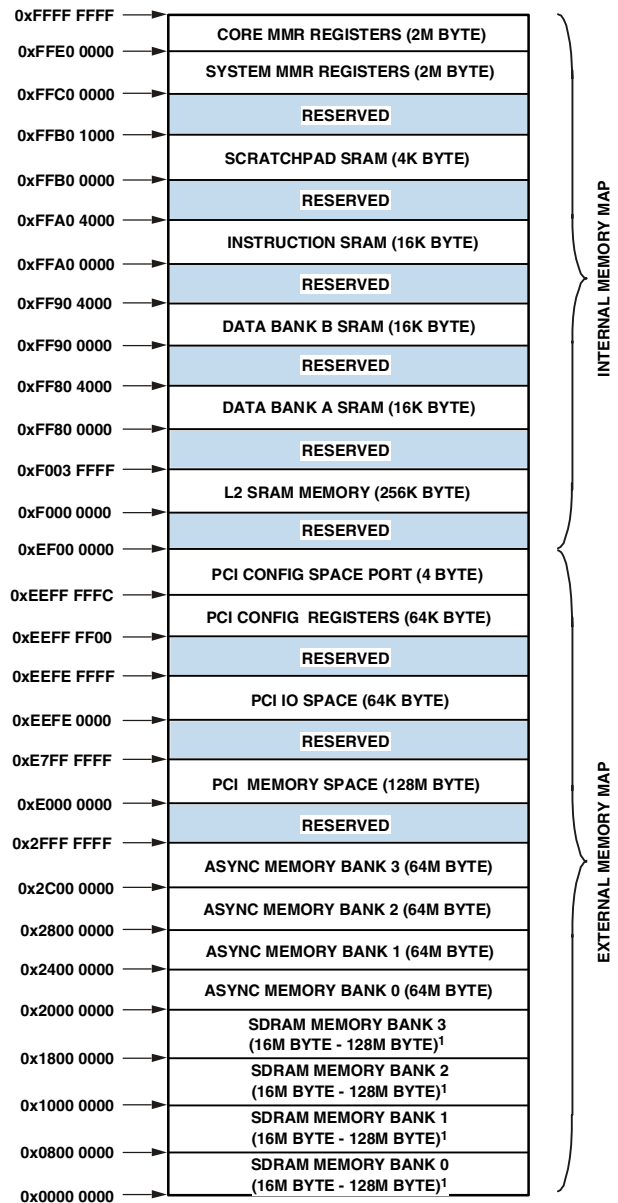 0xFFFF FFFF
CORE MMR REGISTERS (2M BYTE)
0xFFE0 0000
SYSTEM MMR REGISTERS (2M BYTE)
0xFFC0 0000
RESERVED
0xFFB0 1000
SCRATCHPAD SRAM (4K BYTE)
0xFFB0 0000
RESERVED
0xFFA0 4000
INSTRUCTION SRAM (16K BYTE)
0xFFA0 0000
RESERVED
0xFF90 4000
DATA BANK B SRAM (16K BYTE)
0xFF90 0000
RESERVED
0xFF80 4000
DATA BANK A SRAM (16K BYTE)
0xFF80 0000
RESERVED
0xF003 FFFF
L2 SRAM MEMORY (256K BYTE)
0xF000 0000
RESERVED
0xEF00 0000
INTERNAL MEMORY MAP
PCI CONFIG SPACE PORT (4 BYTE)
0xEEFF FFFC
PCI CONFIG REGISTERS (64K BYTE)
0xEEFF FF00
RESERVED
0xEEFE FFFF
PCI IO SPACE (64K BYTE)
0xEEFE 0000
RESERVED
0xE7FF FFFF
PCI MEMORY SPACE (128M BYTE)
0xE000 0000
RESERVED
0x2FFF FFFF
ASYNC MEMORY BANK 3 (64M BYTE)
0x2C00 0000
ASYNC MEMORY BANK 2 (64M BYTE)
0x2800 0000
ASYNC MEMORY BANK 1 (64M BYTE)
0x2400 0000
ASYNC MEMORY BANK 0 (64M BYTE)
0x2000 0000
SDRAM MEMORY BANK 3
(16M BYTE - 128M BYTE)¹
0x1800 0000
SDRAM MEMORY BANK 2
(16M BYTE - 128M BYTE)¹
0x1000 0000
SDRAM MEMORY BANK 1
(16M BYTE - 128M BYTE)¹
0x0800 0000
SDRAM MEMORY BANK 0
(16M BYTE - 128M BYTE)¹
0x0000 0000
EXTERNAL MEMORY MAP